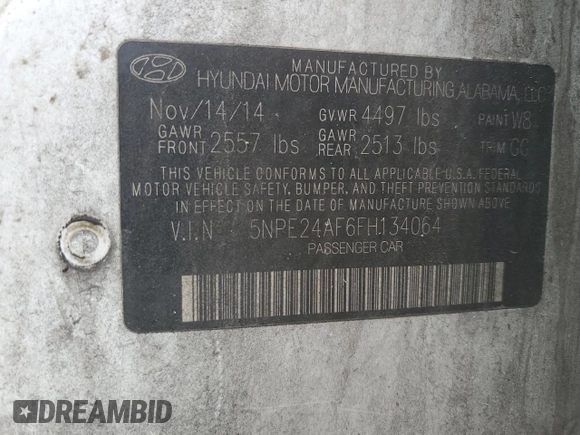 MANUFACTURED BY
HYUNDAI MOTOR MANUFACTURING ALABAMA, LLC
Nov/14/14 GVWR 4497 lbs PAINT W8
GAWR FRONT 2557 lbs GAWR REAR 2513 lbs TRIM GG
THIS VEHICLE CONFORMS TO ALL APPLICABLE U.S.A. FEDERAL
MOTOR VEHICLE SAFETY, BUMPER, AND THEFT PREVENTION STANDARDS
IN EFFECT ON THE DATE OF MANUFACTURE SHOWN ABOVE.
V.I.N 5NPE24AF6FH134064
PASSENGER CAR
DREAMBID